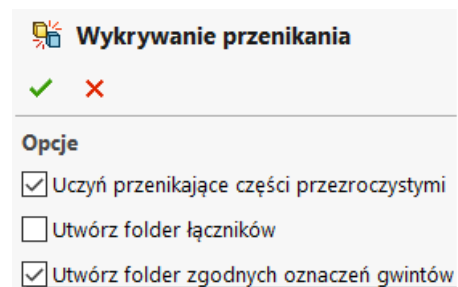 Wykrywanie przenikania
Opcje
Uczyń przenikające części przezroczystymi
Utwórz folder łączników
Utwórz folder zgodnych oznaczeń gwintów